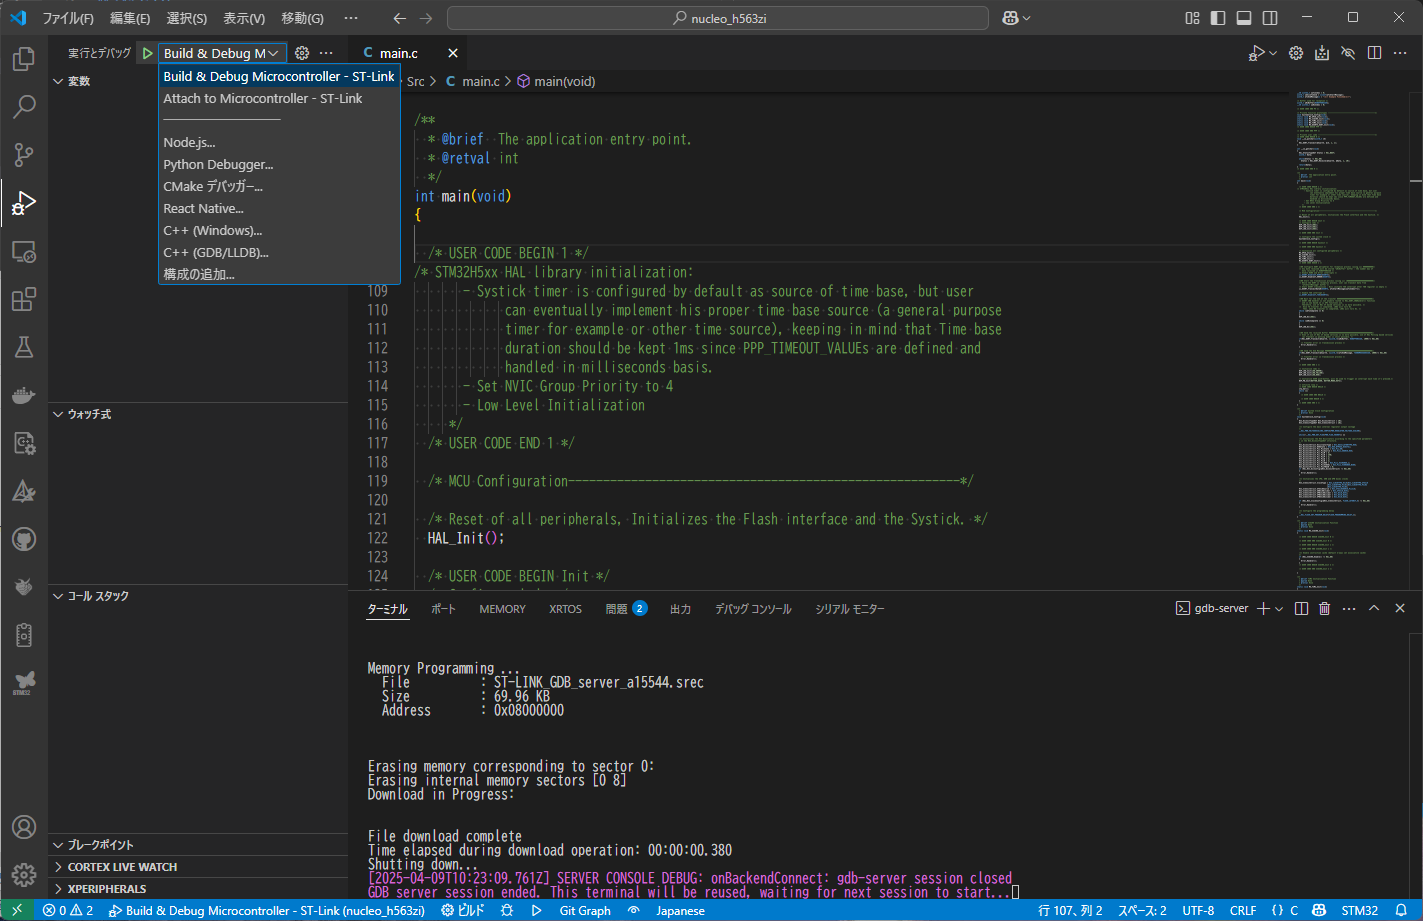 ファイル(F) 編集(E) 選択(S) 表示(V) 移動(G) ··· nucleo_h563zi
実行とデバッグ Build & Debug M ··· C main.c
変数
Build & Debug Microcontroller - ST-Link
Attach to Microcontroller - ST-Link
Node.js...
Python Debugger...
CMake デバッガー...
React Native...
C++ (Windows)...
C++ (GDB/LLDB)...
構成の追加...
Src > C main.c > main(void)
/**
* @brief The application entry point.
* @retval int
*/
int main(void)
{
/* USER CODE BEGIN 1 */
/* STM32H5xx HAL library initialization:
109 - Systick timer is configured by default as source of time base, but user
110 can eventually implement his proper time base source (a general purpose
111 timer for example or other time source), keeping in mind that Time base
112 duration should be kept 1ms since PPP_TIMEOUT_VALUEs are defined and
113 handled in milliseconds basis.
114 - Set NVIC Group Priority to 4
115 - Low Level Initialization
116 */
117 /* USER CODE END 1 */
118
119 /* MCU Configuration--------------------------------------------------------*/
120
121 /* Reset of all peripherals, Initializes the Flash interface and the Systick. */
122 HAL_Init();
123
124 /* USER CODE BEGIN Init */
ウォッチ式
コール スタック
ブレークポイント
CORTEX LIVE WATCH
XPERIPHERALS
STM32
ターミナル ポート MEMORY XRTOS 問題 2 出力 デバッグ コンソール シリアル モニター gdb-server
Memory Programming ...
File : ST-LINK_GDB_server_a15544.srec
Size : 69.96 KB
Address : 0x08000000
Erasing memory corresponding to sector 0:
Erasing internal memory sectors [0 8]
Download in Progress:
File download complete
Time elapsed during download operation: 00:00:00.380
Shutting down...
[2025-04-09T10:23:09.761Z] SERVER CONSOLE DEBUG: onBackendConnect: gdb-server session closed
GDB server session ended. This terminal will be reused, waiting for next session to start...
0 2 Build & Debug Microcontroller - ST-Link (nucleo_h563zi) ビルド Git Graph Japanese 行 107、列 2 スペース: 2 UTF-8 CRLF {} C STM32